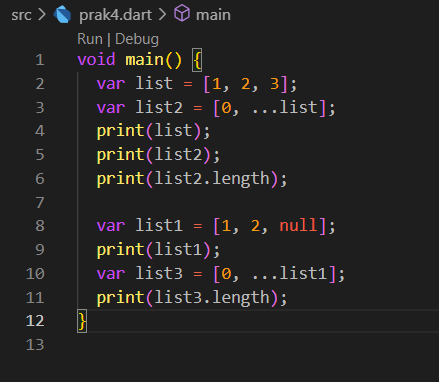 src > prak4.dart > main
Run | Debug
1 void main() {
2 var list = [1, 2, 3];
3 var list2 = [0, ...list];
4 print(list);
5 print(list2);
6 print(list2.length);
7
8 var list1 = [1, 2, null];
9 print(list1);
10 var list3 = [0, ...list1];
11 print(list3.length);
12 }
13